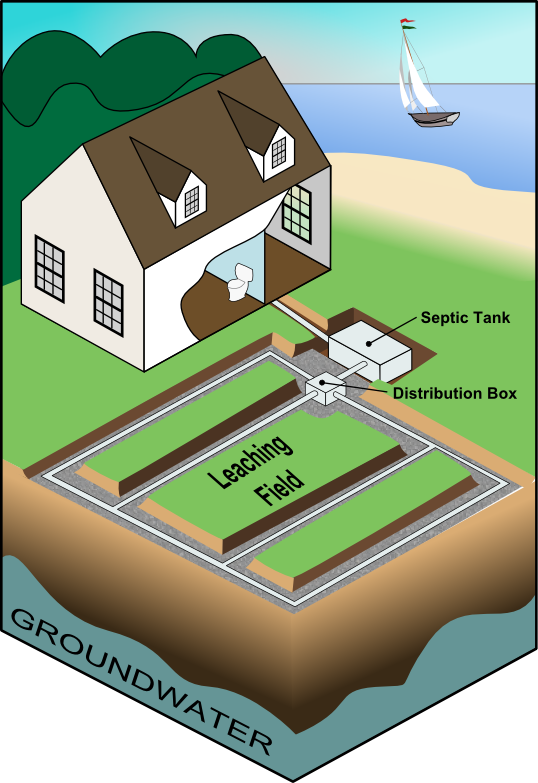 Septic Tank
Distribution Box
Leaching
Field
GROUNDWATER